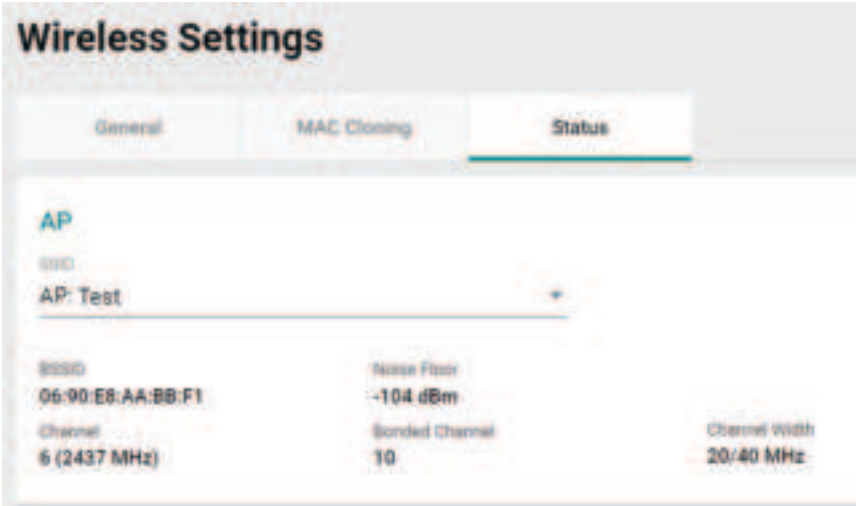 Wireless Settings
General MAC Cloning Status
AP
SSID
AP: Test
BSSID Noise Floor
06:90:E8:AA:BB:F1 -104 dBm
Channel Bonded Channel Channel Width
6 (2437 MHz) 10 20/40 MHz